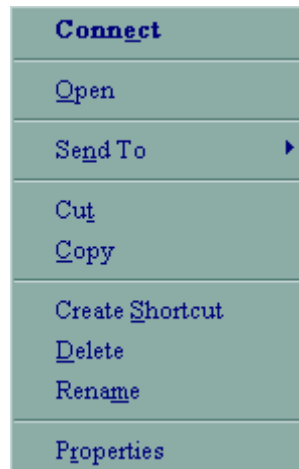 Connect
Open
Send To
Cut
Copy
Create Shortcut
Delete
Rename
Properties